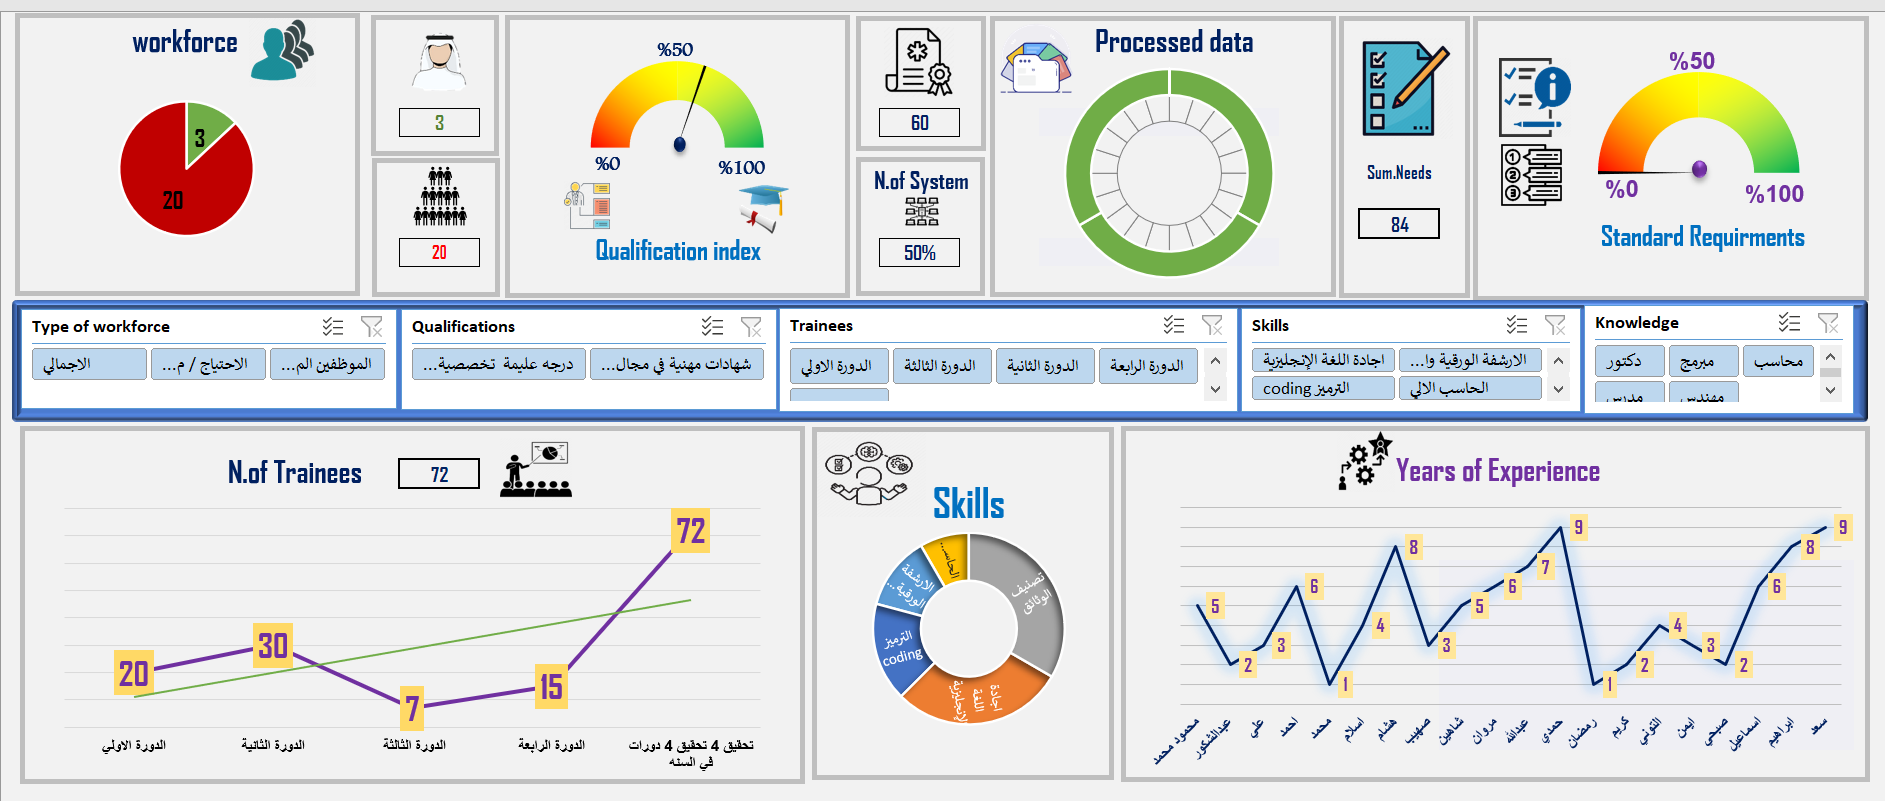 workforce
3
20
3
20
%50
%0
%100
Qualification index
60
N.of System
50%
Processed data
Sum.Needs
84
%50
%0
%100
Standard Requirments
Type of workforce
الاجمالي
الاحتياج / م...
الموظفين الم...
Qualifications
درجه عليمة تخصصية...
شهادات مهنية في مجال...
Trainees
الدورة الاولي
الدورة الثالثة
الدورة الثانية
الدورة الرابعة
Skills
اجادة اللغة الإنجليزية
الارشفة الورقية وا...
الترميز coding
الحاسب الالي
Knowledge
دكتور
مبرمج
محاسب
مدرس
مهندس
N.of Trainees
72
20
30
7
15
72
الدورة الاولي
الدورة الثانية
الدورة الثالثة
الدورة الرابعة
تحقيق 4 تحقيق 4 دورات
في السنه
Skills
الحاسـ...
تصنيف
الوثائق
الارشفة
الورقية...
الترميز
coding
اجادة
اللغة
الإنجليزية
Years of Experience
5
2
3
6
1
4
8
3
5
6
7
9
1
2
4
3
2
6
8
9
محمود محمد
عبدالشكور
علي
احمد
محمد
اسلام
هشام
صهيب
شاهين
مروان
عبدالله
حمدي
رمضان
كريم
التوني
ايمن
صبحي
اسماعيل
ابراهيم
سعد